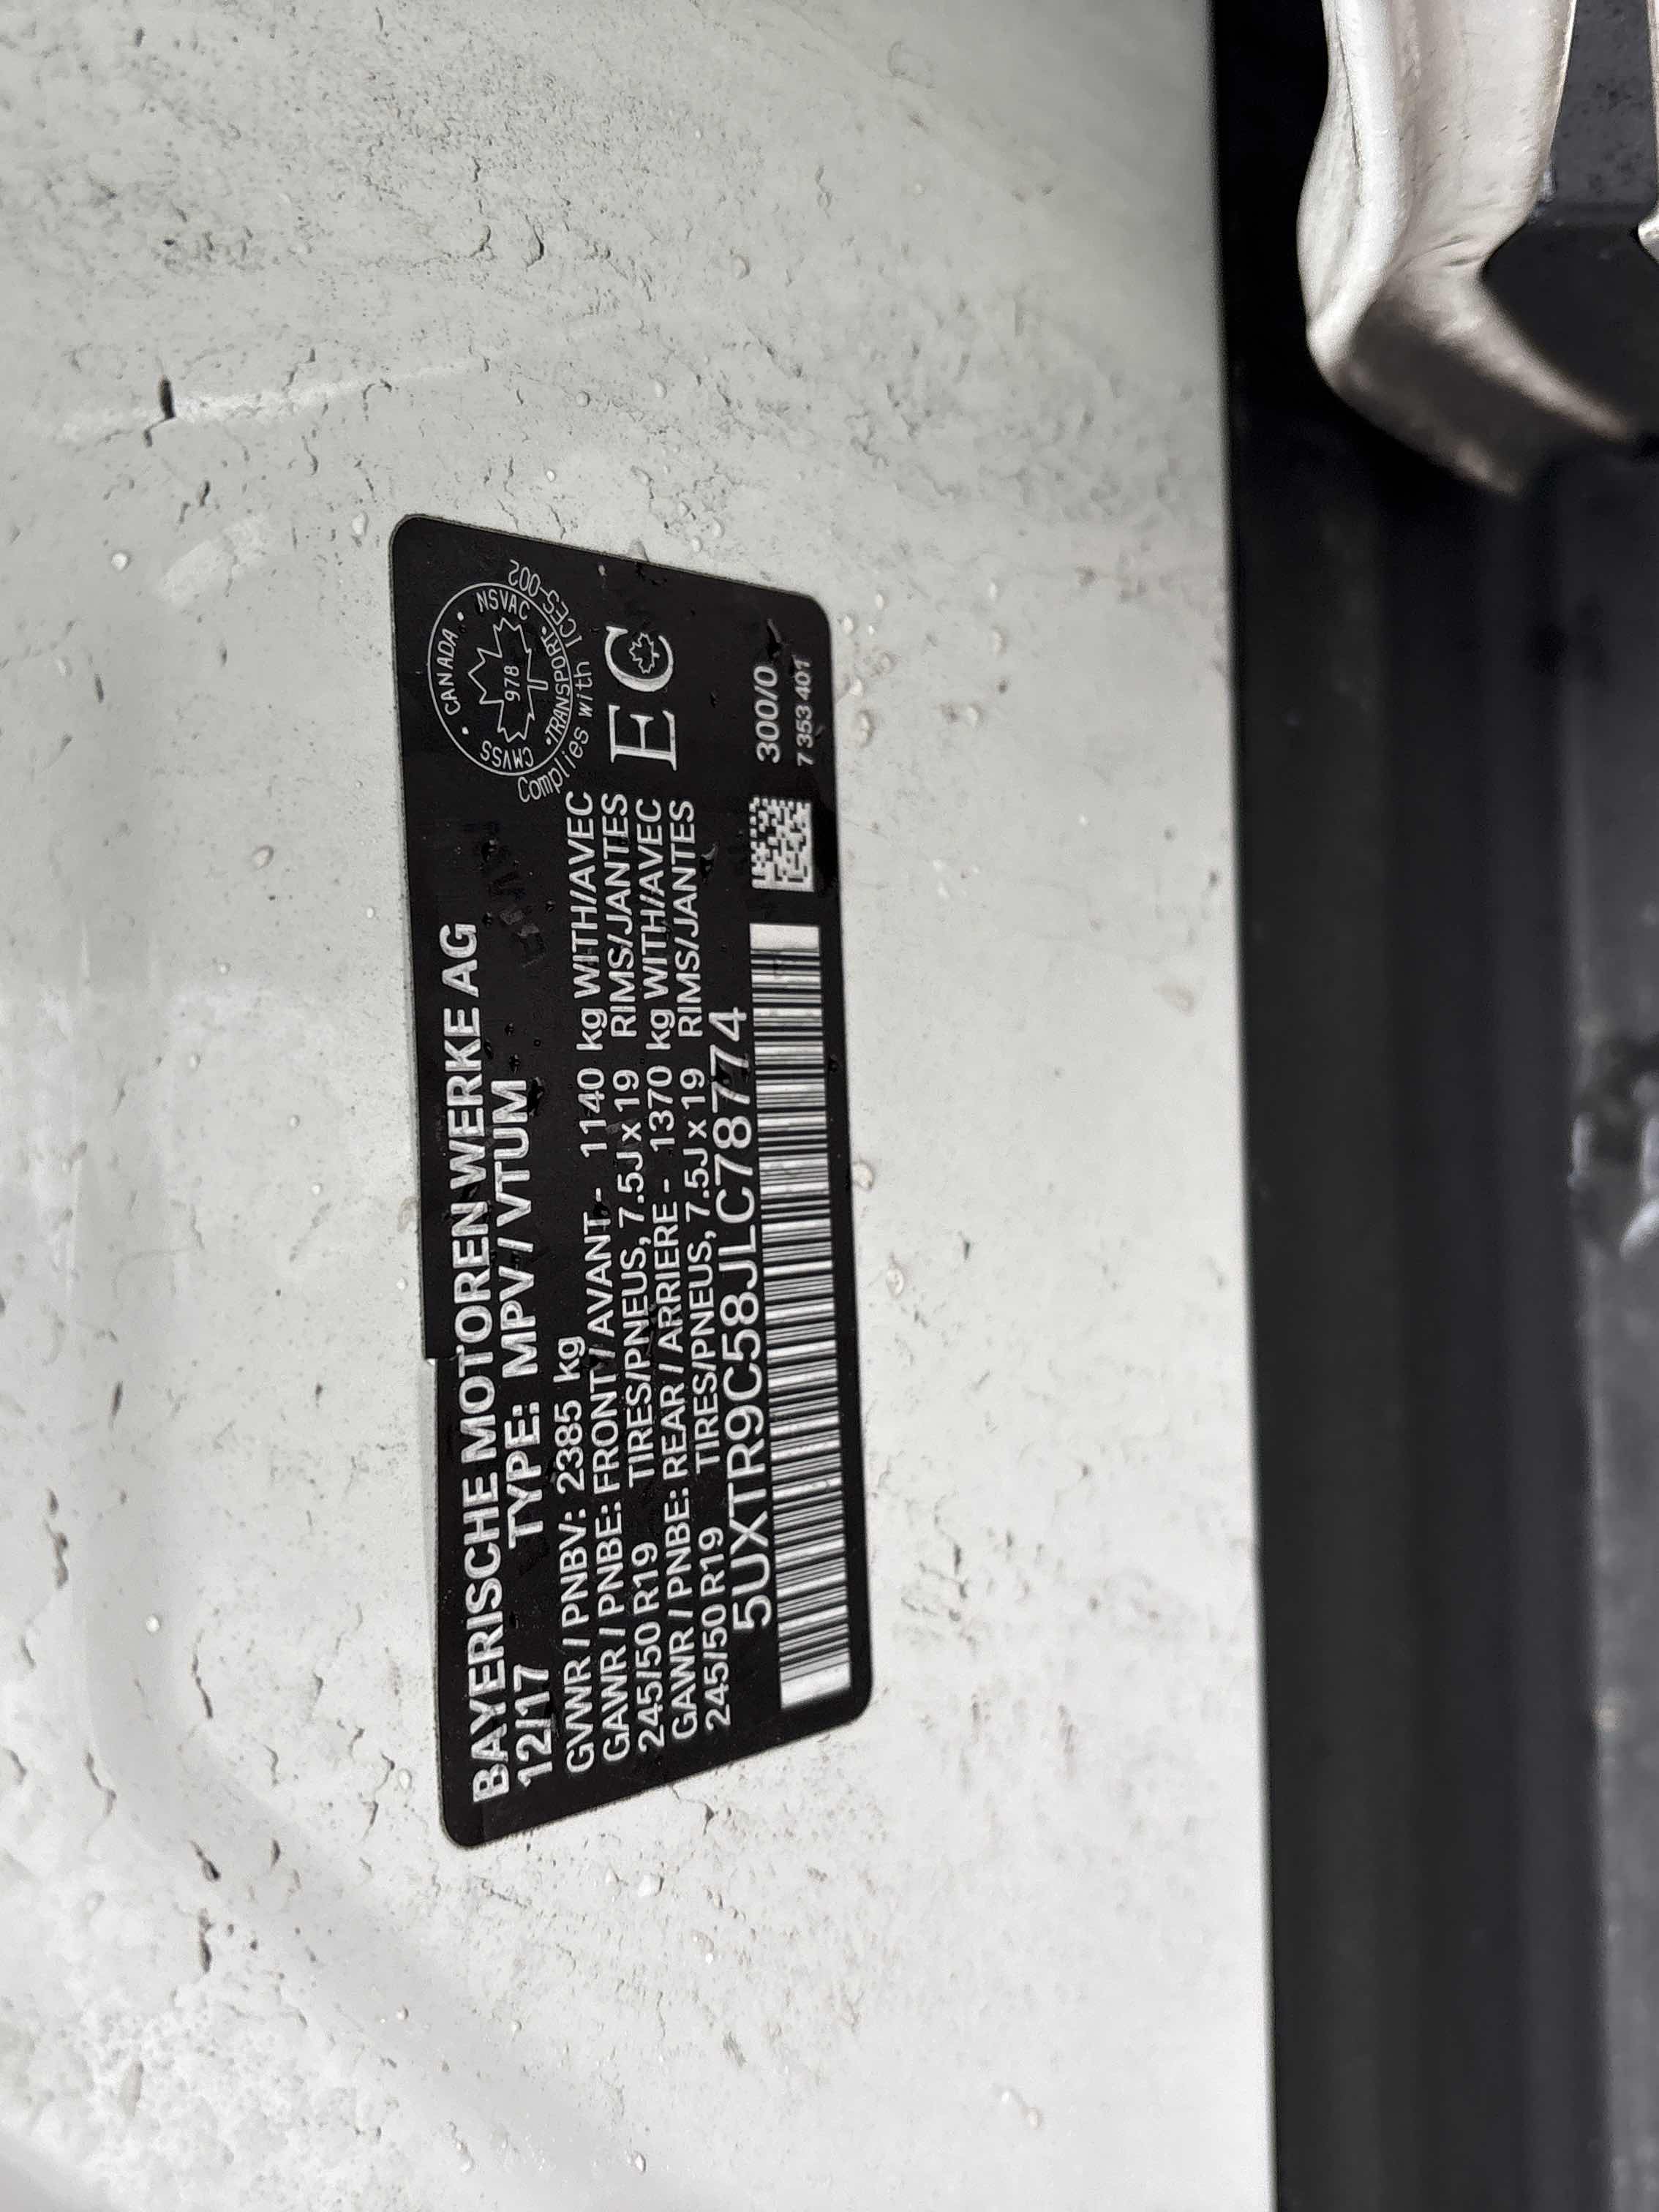 BAYERISCHE MOTOREN WERKE AG
12/17 TYPE: MPV / VTUM
GVWR / PNBV: 2385 kg
GAWR / PNBE: FRONT / AVANT - 1140 kg WITH/AVEC
245/50 R19 TIRES/PNEUS, 7.5J x 19 RIMS/JANTES
GAWR / PNBE: REAR / ARRIERE - 1370 kg WITH/AVEC
245/50 R19 TIRES/PNEUS, 7.5J x 19 RIMS/JANTES
5UXTR9C58JLC78774
CANADA
CMVSS 978 NSVAC
TRANSPORT
Complies with ICES-002
EC
300/0
7 353 401